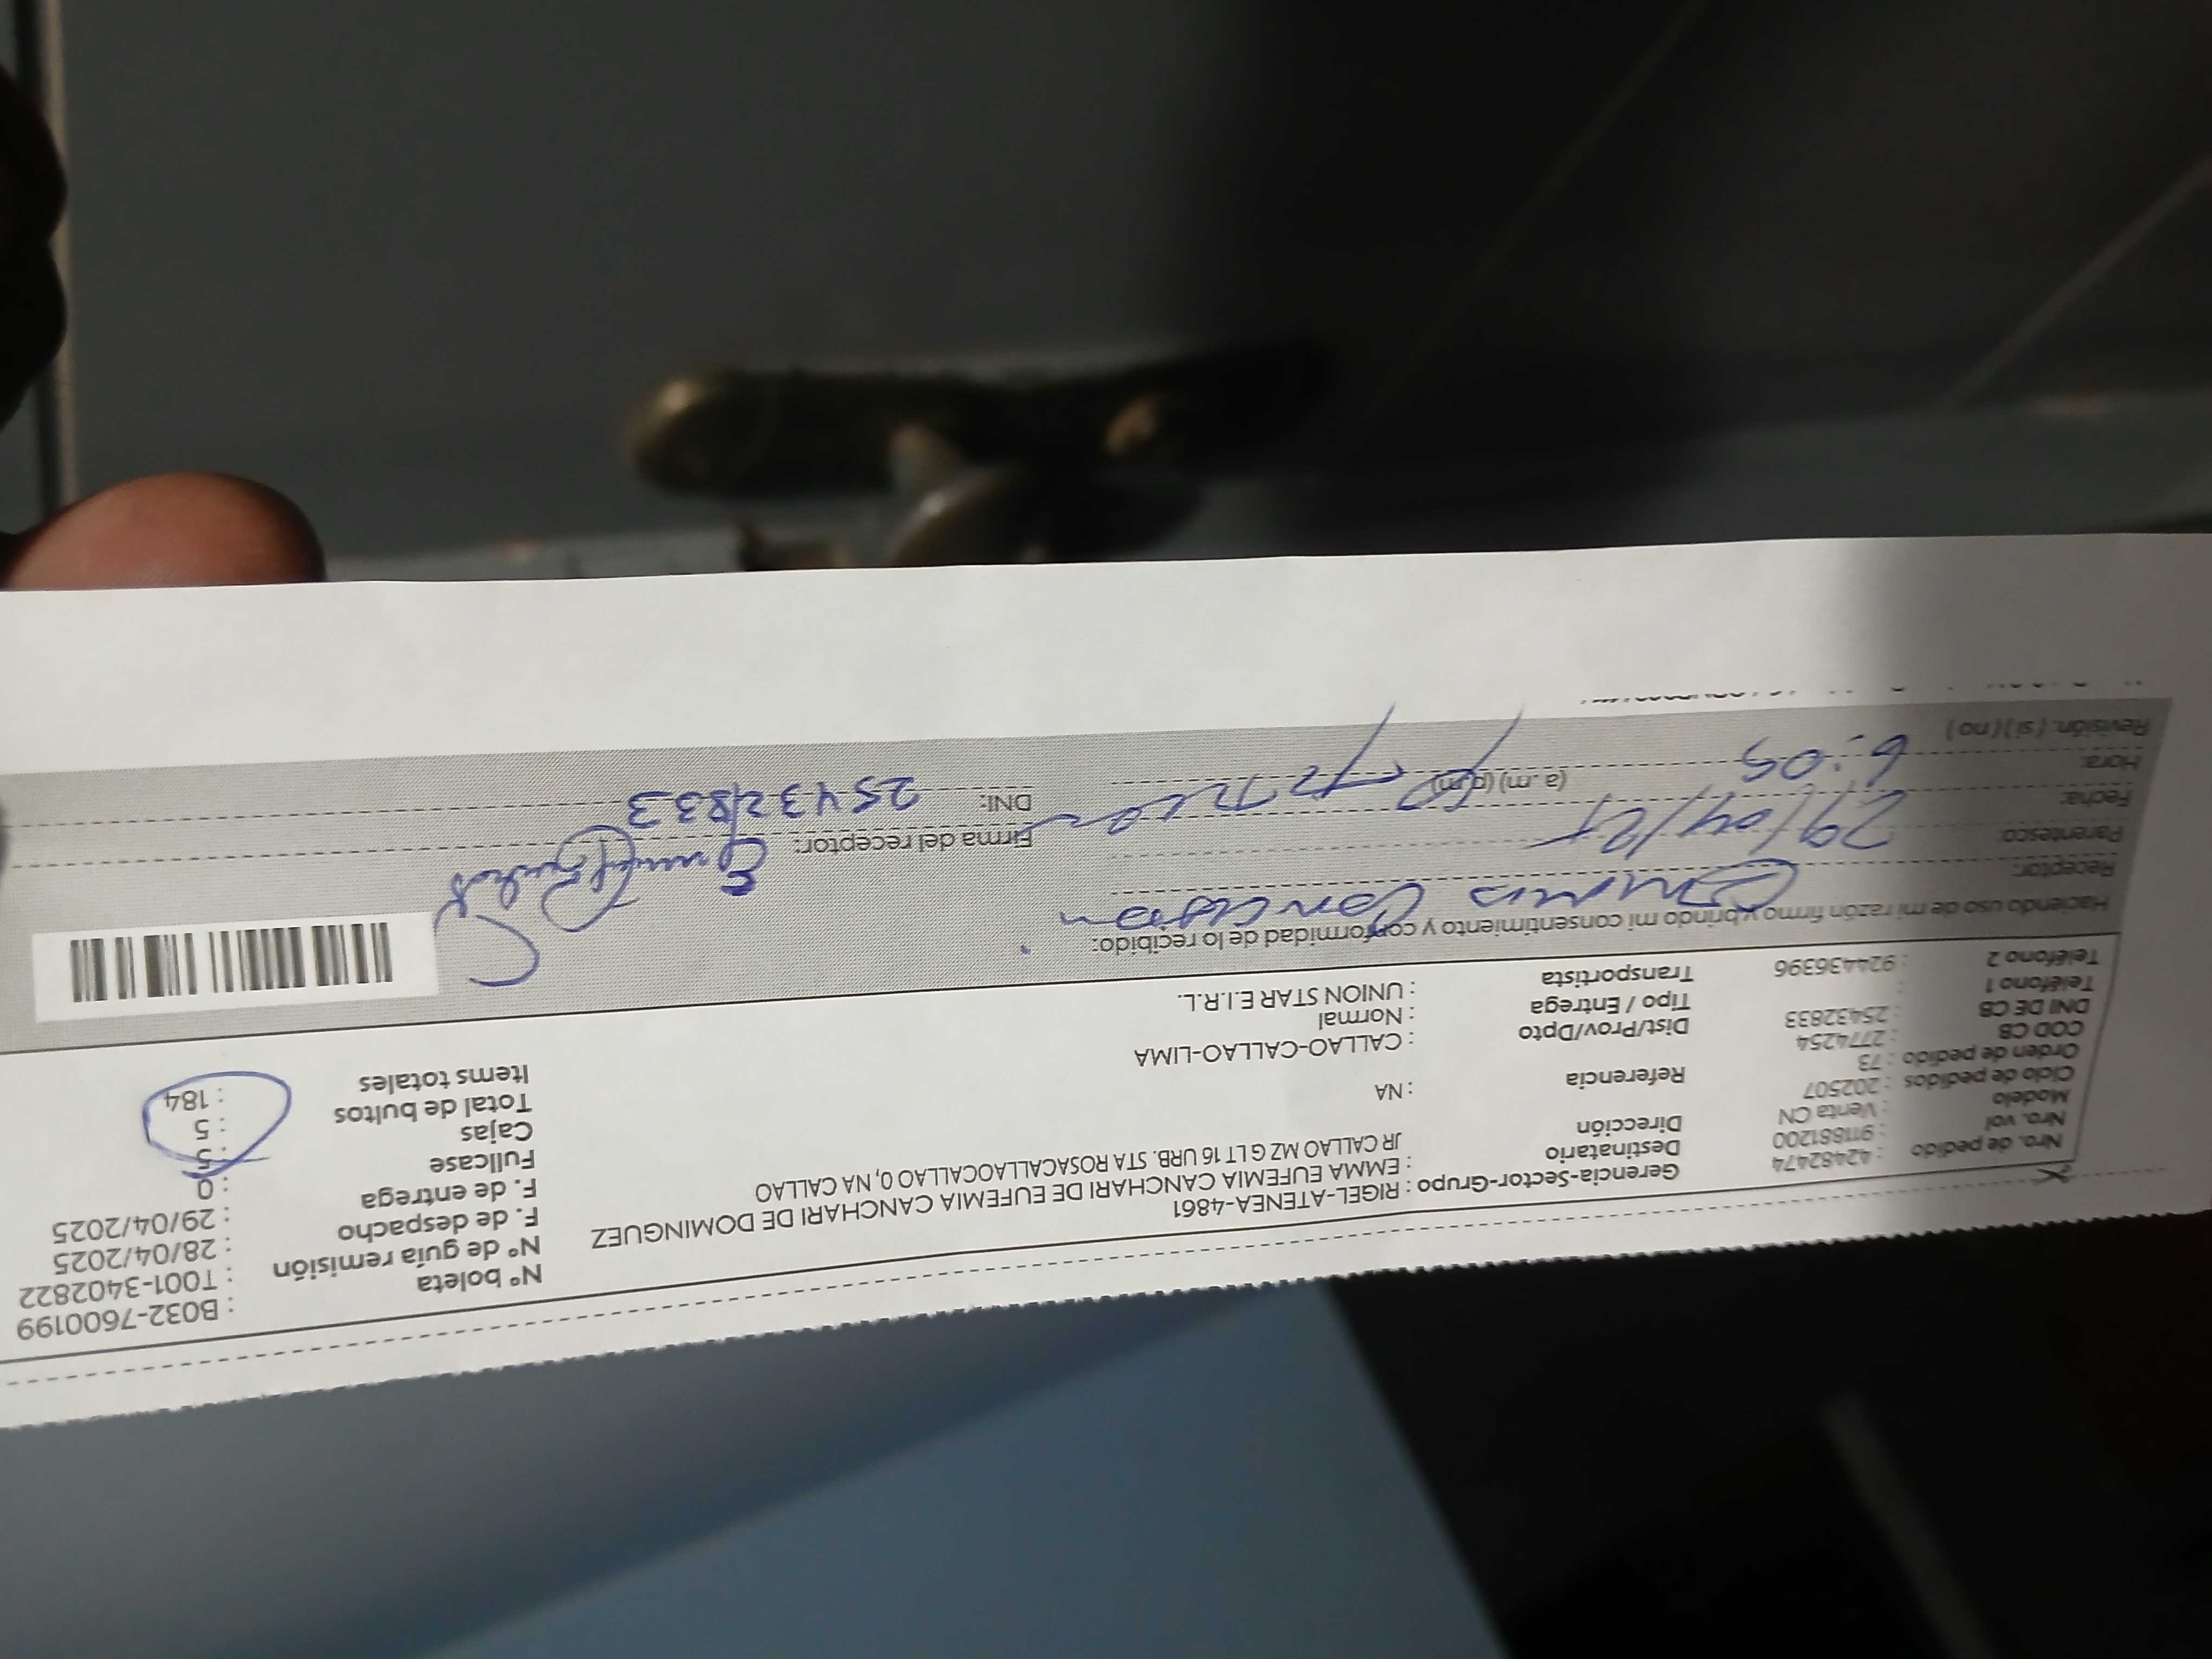 Nro. de pedido : 42482474
Nro. vol : 911881200
Modelo : Venta CN
Ciclo de pedidos : 202507
Orden de pedido : 73
COD CB : 2774254
DNI DE CB : 25432833
Teléfono 1 :
Teléfono 2 : 924436396
Gerencia-Sector-Grupo : RIGEL-ATENEA-4861
Destinatario : EMMA EUFEMIA CANCHARI DE EUFEMIA CANCHARI DE DOMINGUEZ
Dirección JR CALLAO MZ G LT 16 URB. STA ROSACALLAOCALLAO 0, NA CALLAO
Referencia : NA
Dist/Prov/Dpto : CALLAO-CALLAO-LIMA
Tipo / Entrega : Normal
Transportista : UNION STAR E.I.R.L.
N° boleta : B032-7600199
N° de guía remisión : T001-3402822
F. de despacho : 28/04/2025
F. de entrega : 29/04/2025
Fullcase : 0
Cajas : 5
Total de bultos : 5
Items totales : 184
Haciendo uso de mi razón firmo y brindo mi consentimiento y conformidad de lo recibido:
Receptor:
Parentesco:
Fecha: 29/04/25
Hora: 6:05 (a.m) (p.m)
Revisión: (si) (no)
Firma del receptor:
DNI: 25432833